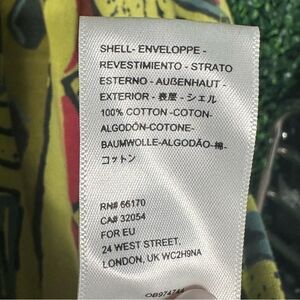 SHELL- ENVELOPPE -
REVESTIMIENTO - STRATO
ESTERNO - AUßENHAUT -
EXTERIOR - 表层 - シェル
100% COTTON -COTON-
ALGODÓN-COTONE-
BAUMWOLLE-ALGODÃO-棉-
コットン
RN# 66170
CA# 32054
FOR EU
24 WEST STREET,
LONDON, UK WC2H9NA